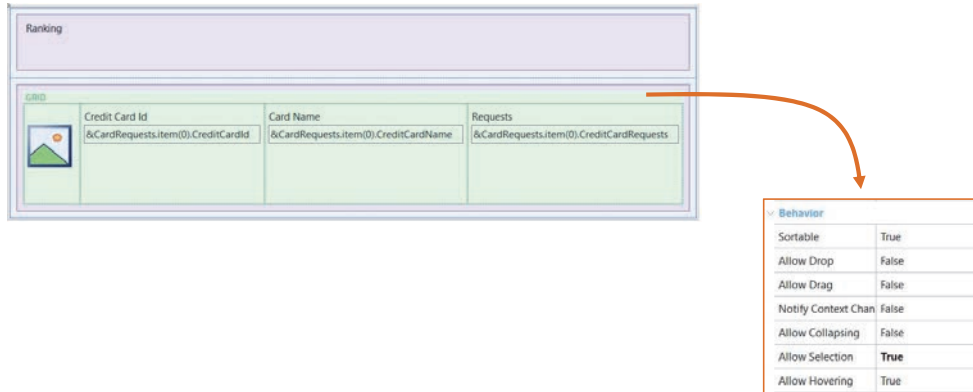 Ranking
GRID
Credit Card Id Card Name Requests
&CardRequests.item(0).CreditCardId &CardRequests.item(0).CreditCardName &CardRequests.item(0).CreditCardRequests
Behavior
Sortable True
Allow Drop False
Allow Drag False
Notify Context Chan False
Allow Collapsing False
Allow Selection True
Allow Hovering True